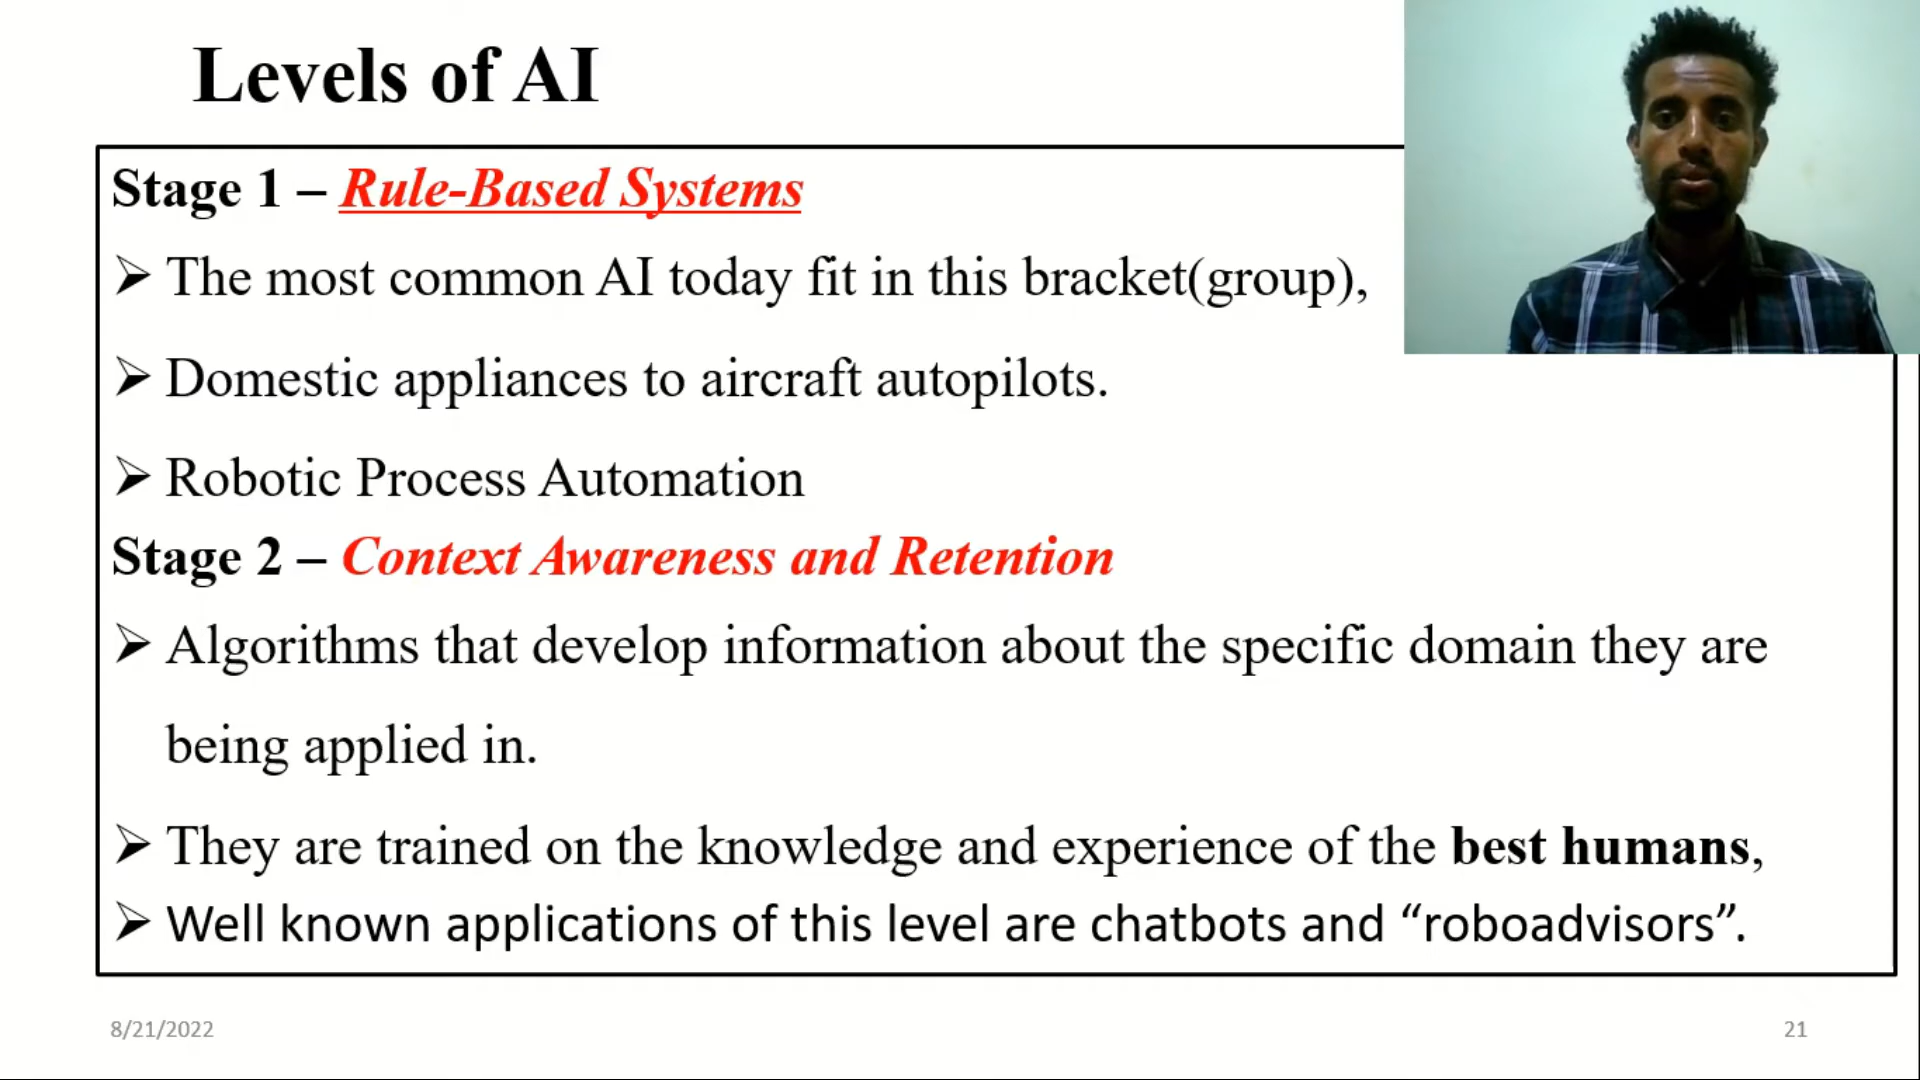 Levels of AI
Stage 1 – Rule-Based Systems
➢ The most common AI today fit in this bracket(group),
➢ Domestic appliances to aircraft autopilots.
➢ Robotic Process Automation
Stage 2 – Context Awareness and Retention
➢ Algorithms that develop information about the specific domain they are
being applied in.
➢ They are trained on the knowledge and experience of the best humans,
➢ Well known applications of this level are chatbots and “roboadvisors”.
8/21/2022
21